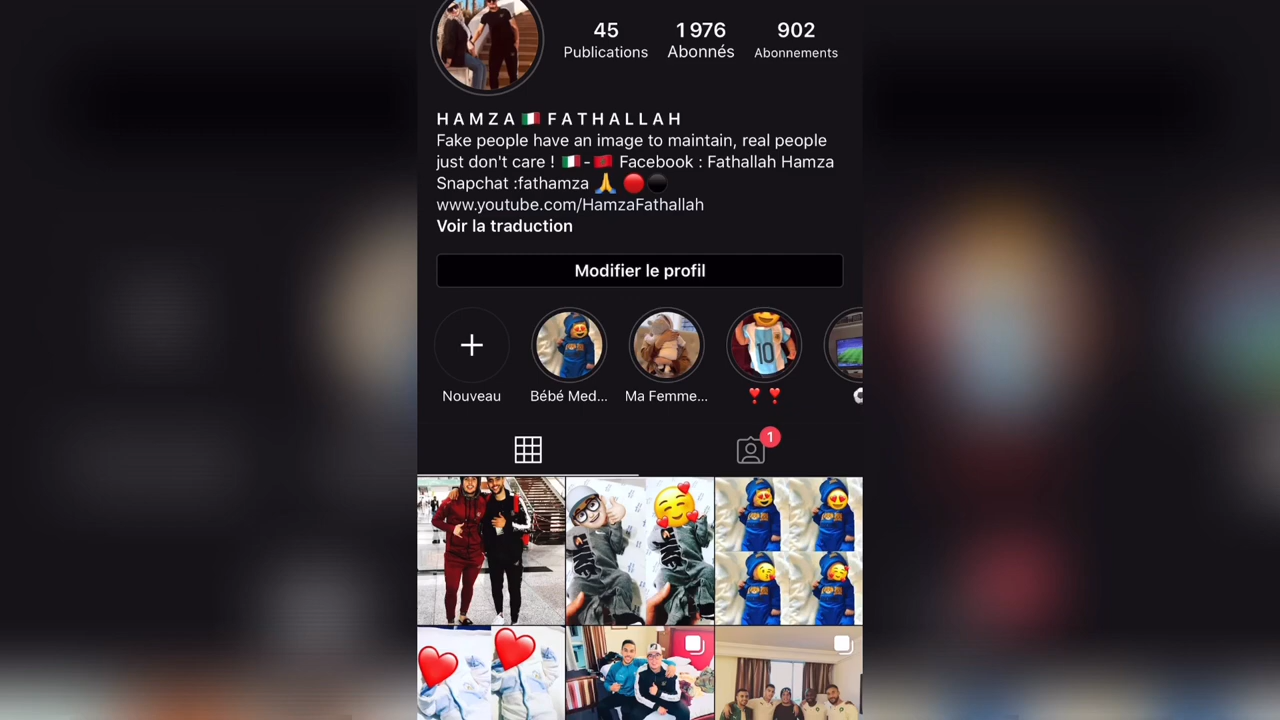 45
1 976
902
Publications
Abonnés
Abonnements
H A M Z A 🇮🇹 F A T H A L L A H
Fake people have an image to maintain, real people
just don't care ! 🇮🇹-🇲🇦 Facebook : Fathallah Hamza
Snapchat :fathamza 🙏 🔴⚫
www.youtube.com/HamzaFathallah
Voir la traduction
Modifier le profil
10
Nouveau
Bébé Med...
Ma Femme...
❣️ ❣️
1